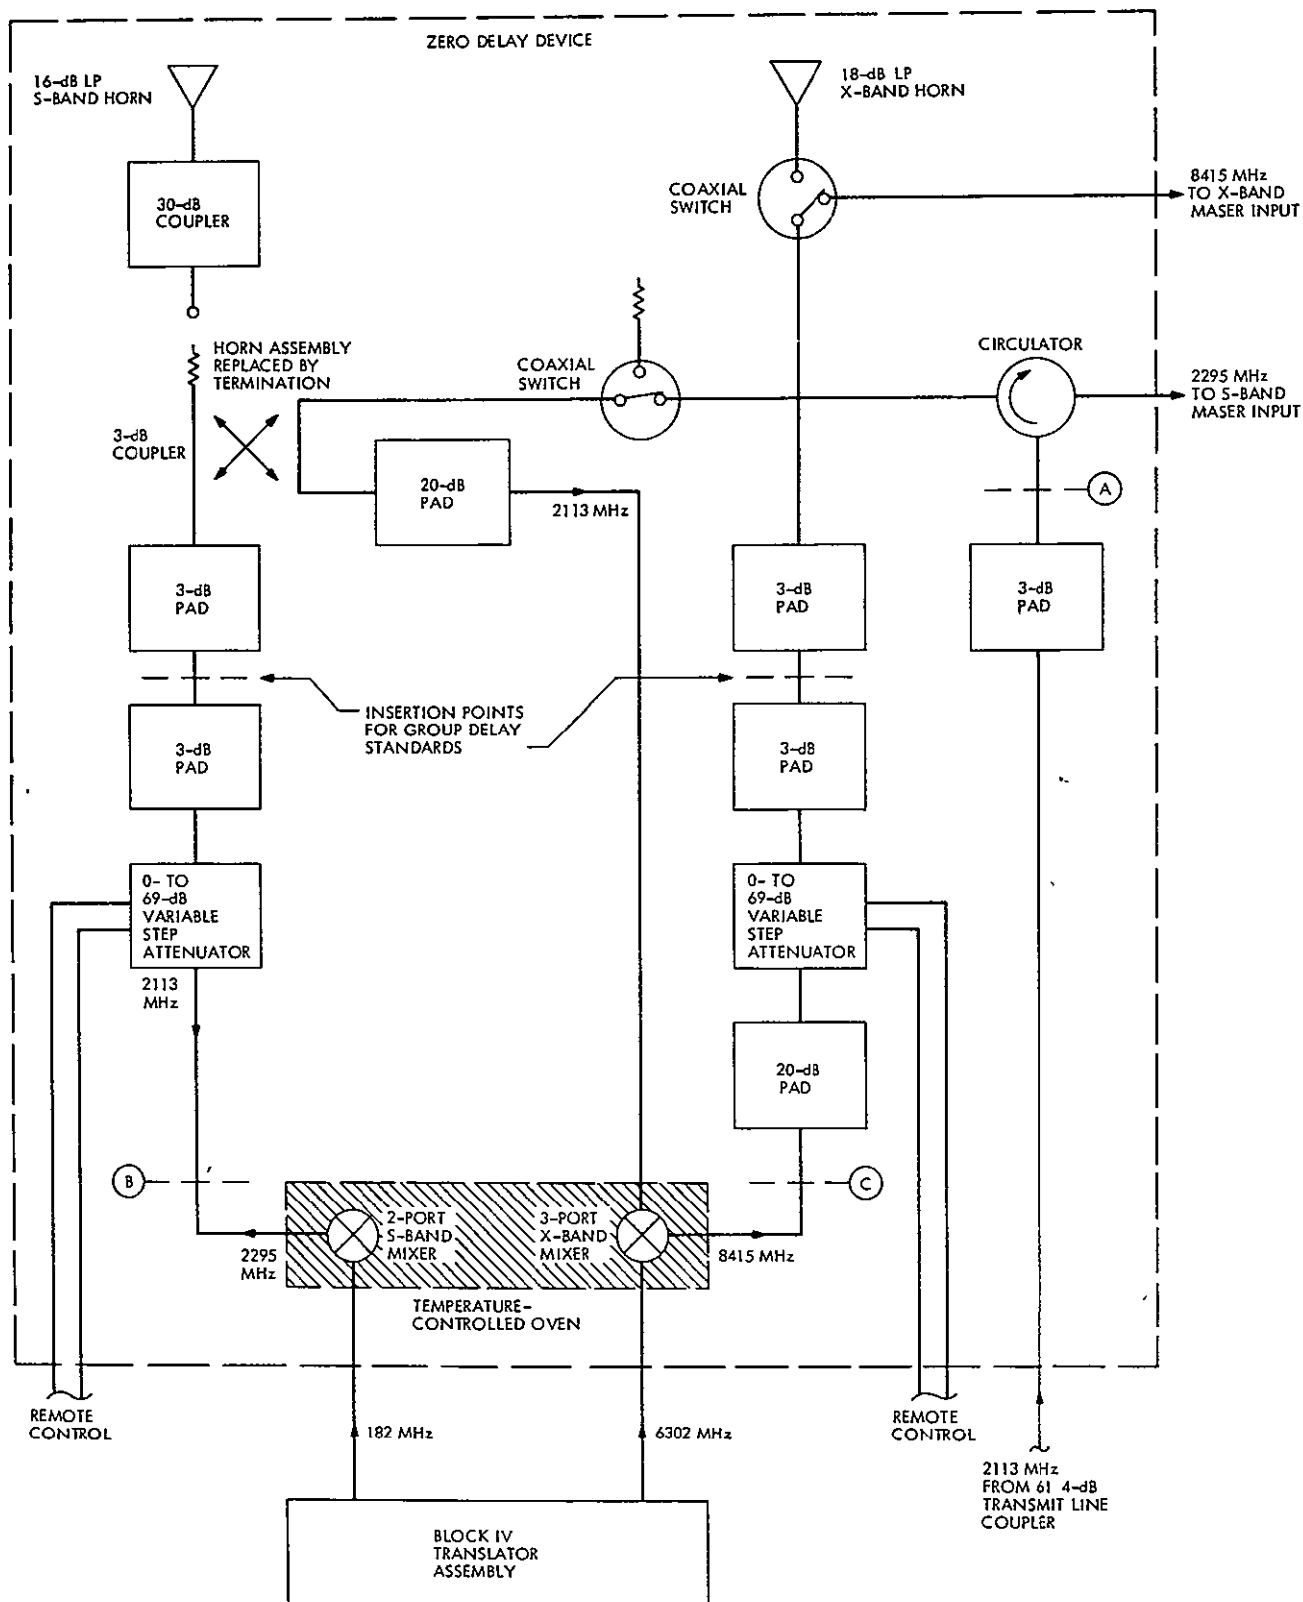 ZERO DELAY DEVICE
16-dB LP
S-BAND HORN
18-dB LP
X-BAND HORN
30-dB
COUPLER
COAXIAL
SWITCH
8415 MHz
TO X-BAND
MASER INPUT
HORN ASSEMBLY
REPLACED BY
TERMINATION
COAXIAL
SWITCH
CIRCULATOR
2295 MHz
TO S-BAND
MASER INPUT
3-dB
COUPLER
20-dB
PAD
2113 MHz
A
3-dB
PAD
3-dB
PAD
3-dB
PAD
INSERTION POINTS
FOR GROUP DELAY
STANDARDS
3-dB
PAD
3-dB
PAD
0- TO
69-dB
VARIABLE
STEP
ATTENUATOR
0- TO
69-dB
VARIABLE
STEP
ATTENUATOR
2113
MHz
20-dB
PAD
B
C
2-PORT
S-BAND
MIXER
3-PORT
X-BAND
MIXER
2295
MHz
8415 MHz
TEMPERATURE-
CONTROLLED OVEN
REMOTE
CONTROL
182 MHz
6302 MHz
REMOTE
CONTROL
2113 MHz
FROM 61 4-dB
TRANSMIT LINE
COUPLER
BLOCK IV
TRANSLATOR
ASSEMBLY